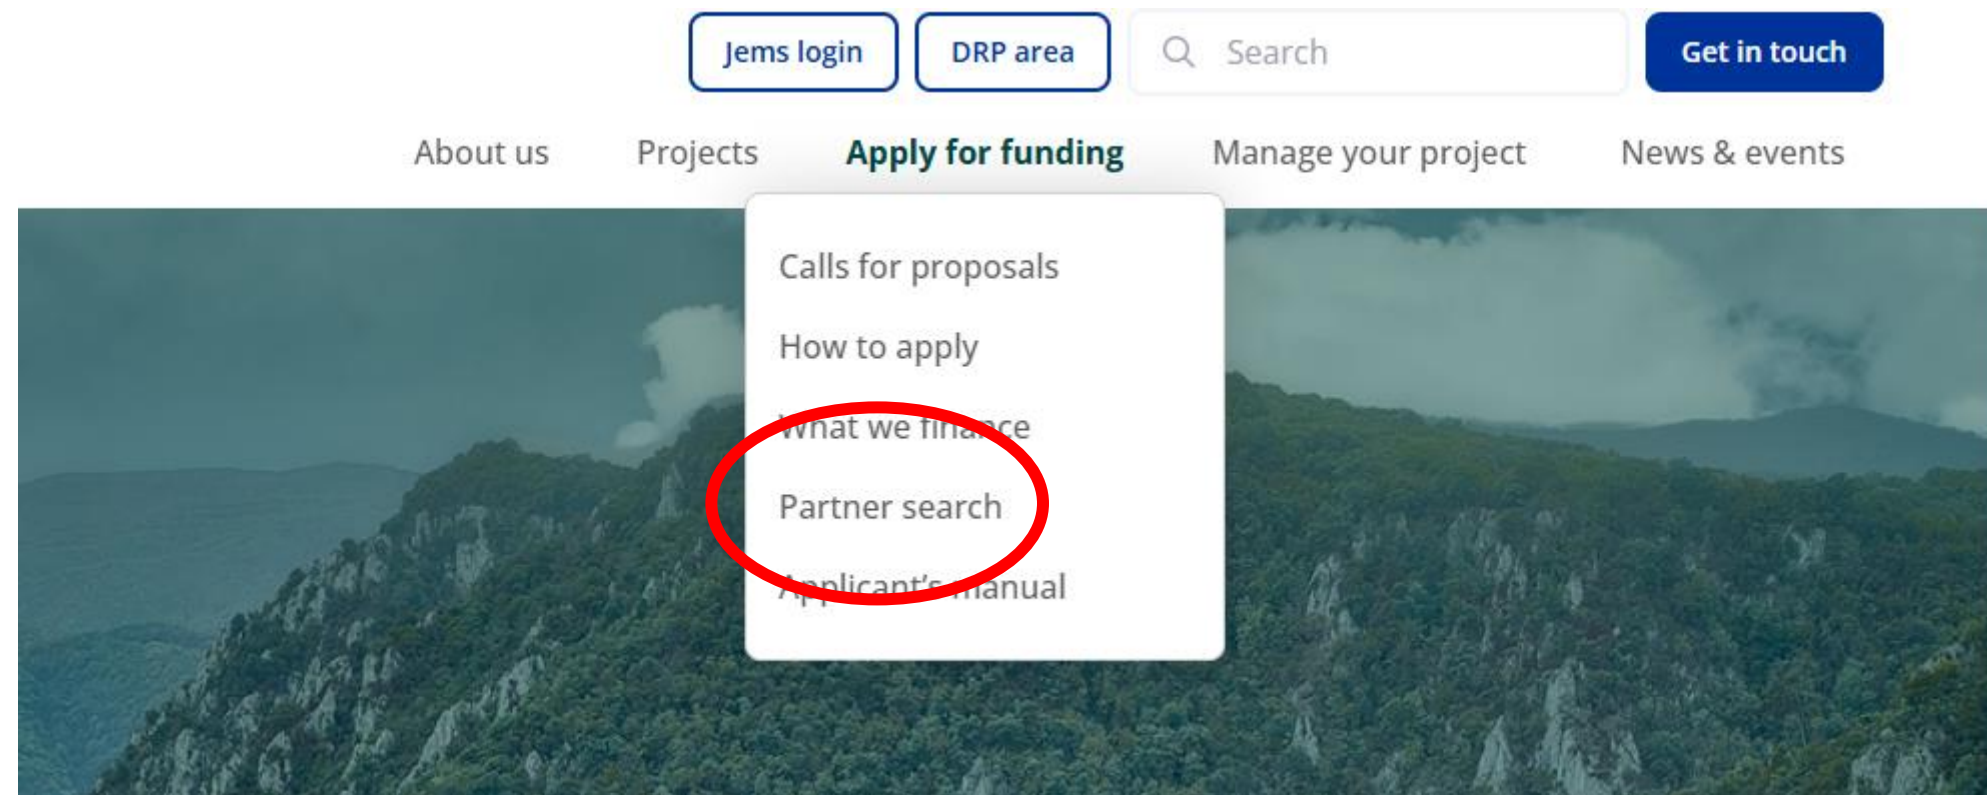 Jems login DRP area Search Get in touch
About us Projects Apply for funding Manage your project News & events
Calls for proposals
How to apply
What we finance
Partner search
Applicant's manual